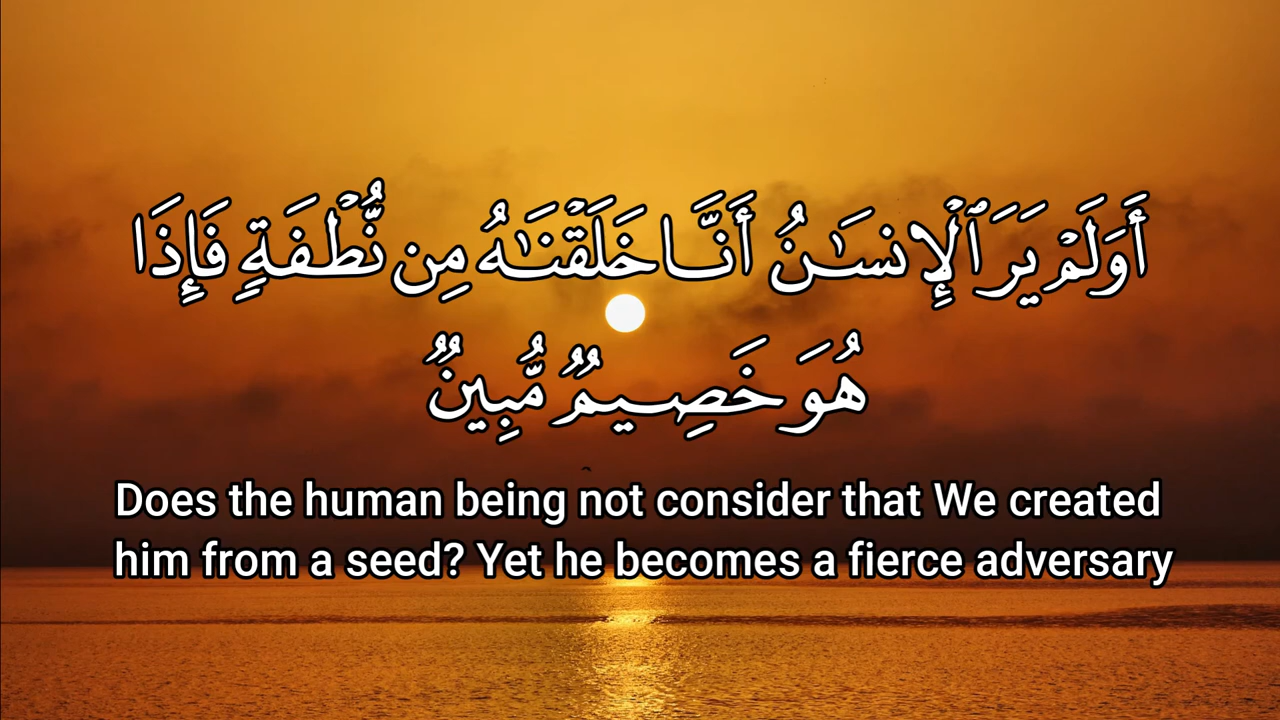 أَوَلَمْ يَرَ ٱلْإِنسَـٰنُ أَنَّا خَلَقْنَـٰهُ مِن نُّطْفَةٍ فَإِذَا
هُوَ خَصِيمٌ مُّبِينٌ
Does the human being not consider that We created
him from a seed? Yet he becomes a fierce adversary